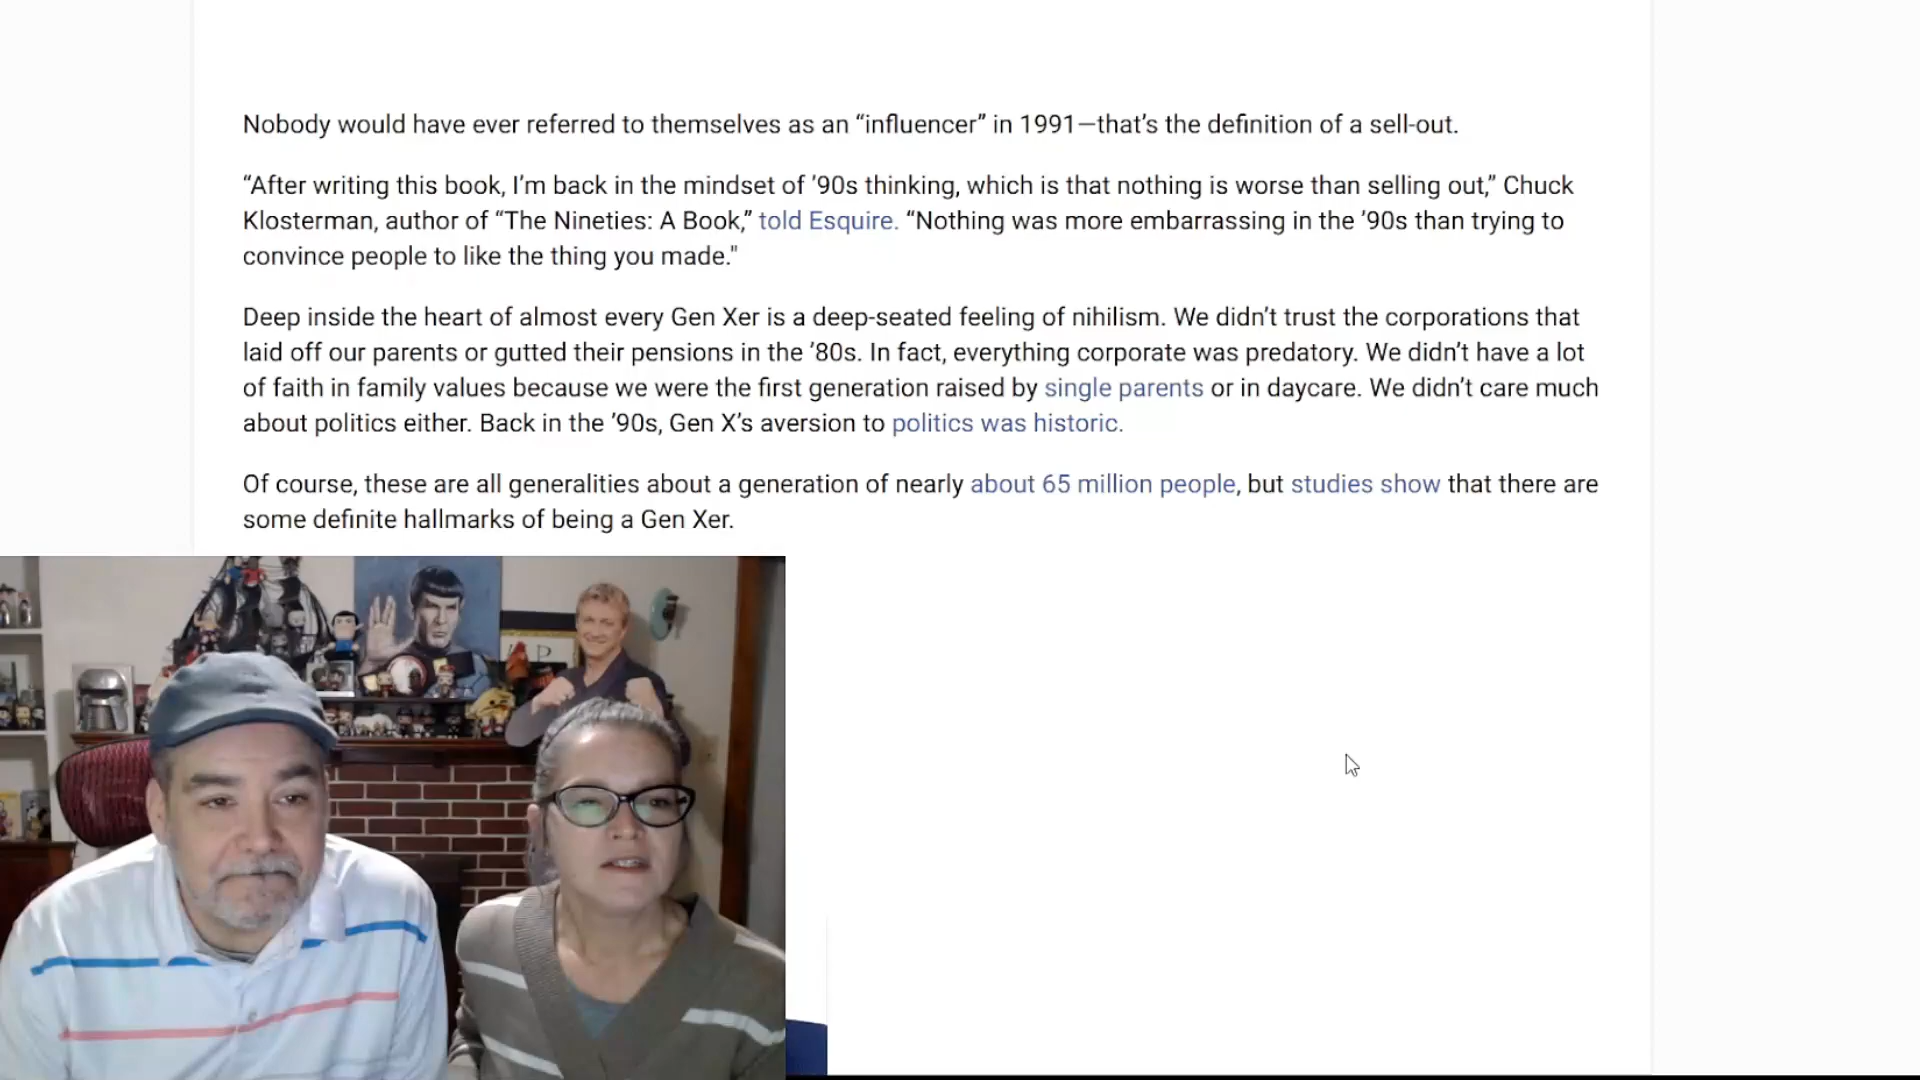 Nobody would have ever referred to themselves as an “influencer” in 1991—that’s the definition of a sell-out.
“After writing this book, I’m back in the mindset of ’90s thinking, which is that nothing is worse than selling out,” Chuck
Klosterman, author of “The Nineties: A Book,” told Esquire. “Nothing was more embarrassing in the ’90s than trying to
convince people to like the thing you made."
Deep inside the heart of almost every Gen Xer is a deep-seated feeling of nihilism. We didn’t trust the corporations that
laid off our parents or gutted their pensions in the ’80s. In fact, everything corporate was predatory. We didn’t have a lot
of faith in family values because we were the first generation raised by single parents or in daycare. We didn’t care much
about politics either. Back in the ’90s, Gen X’s aversion to politics was historic.
Of course, these are all generalities about a generation of nearly about 65 million people, but studies show that there are
some definite hallmarks of being a Gen Xer.